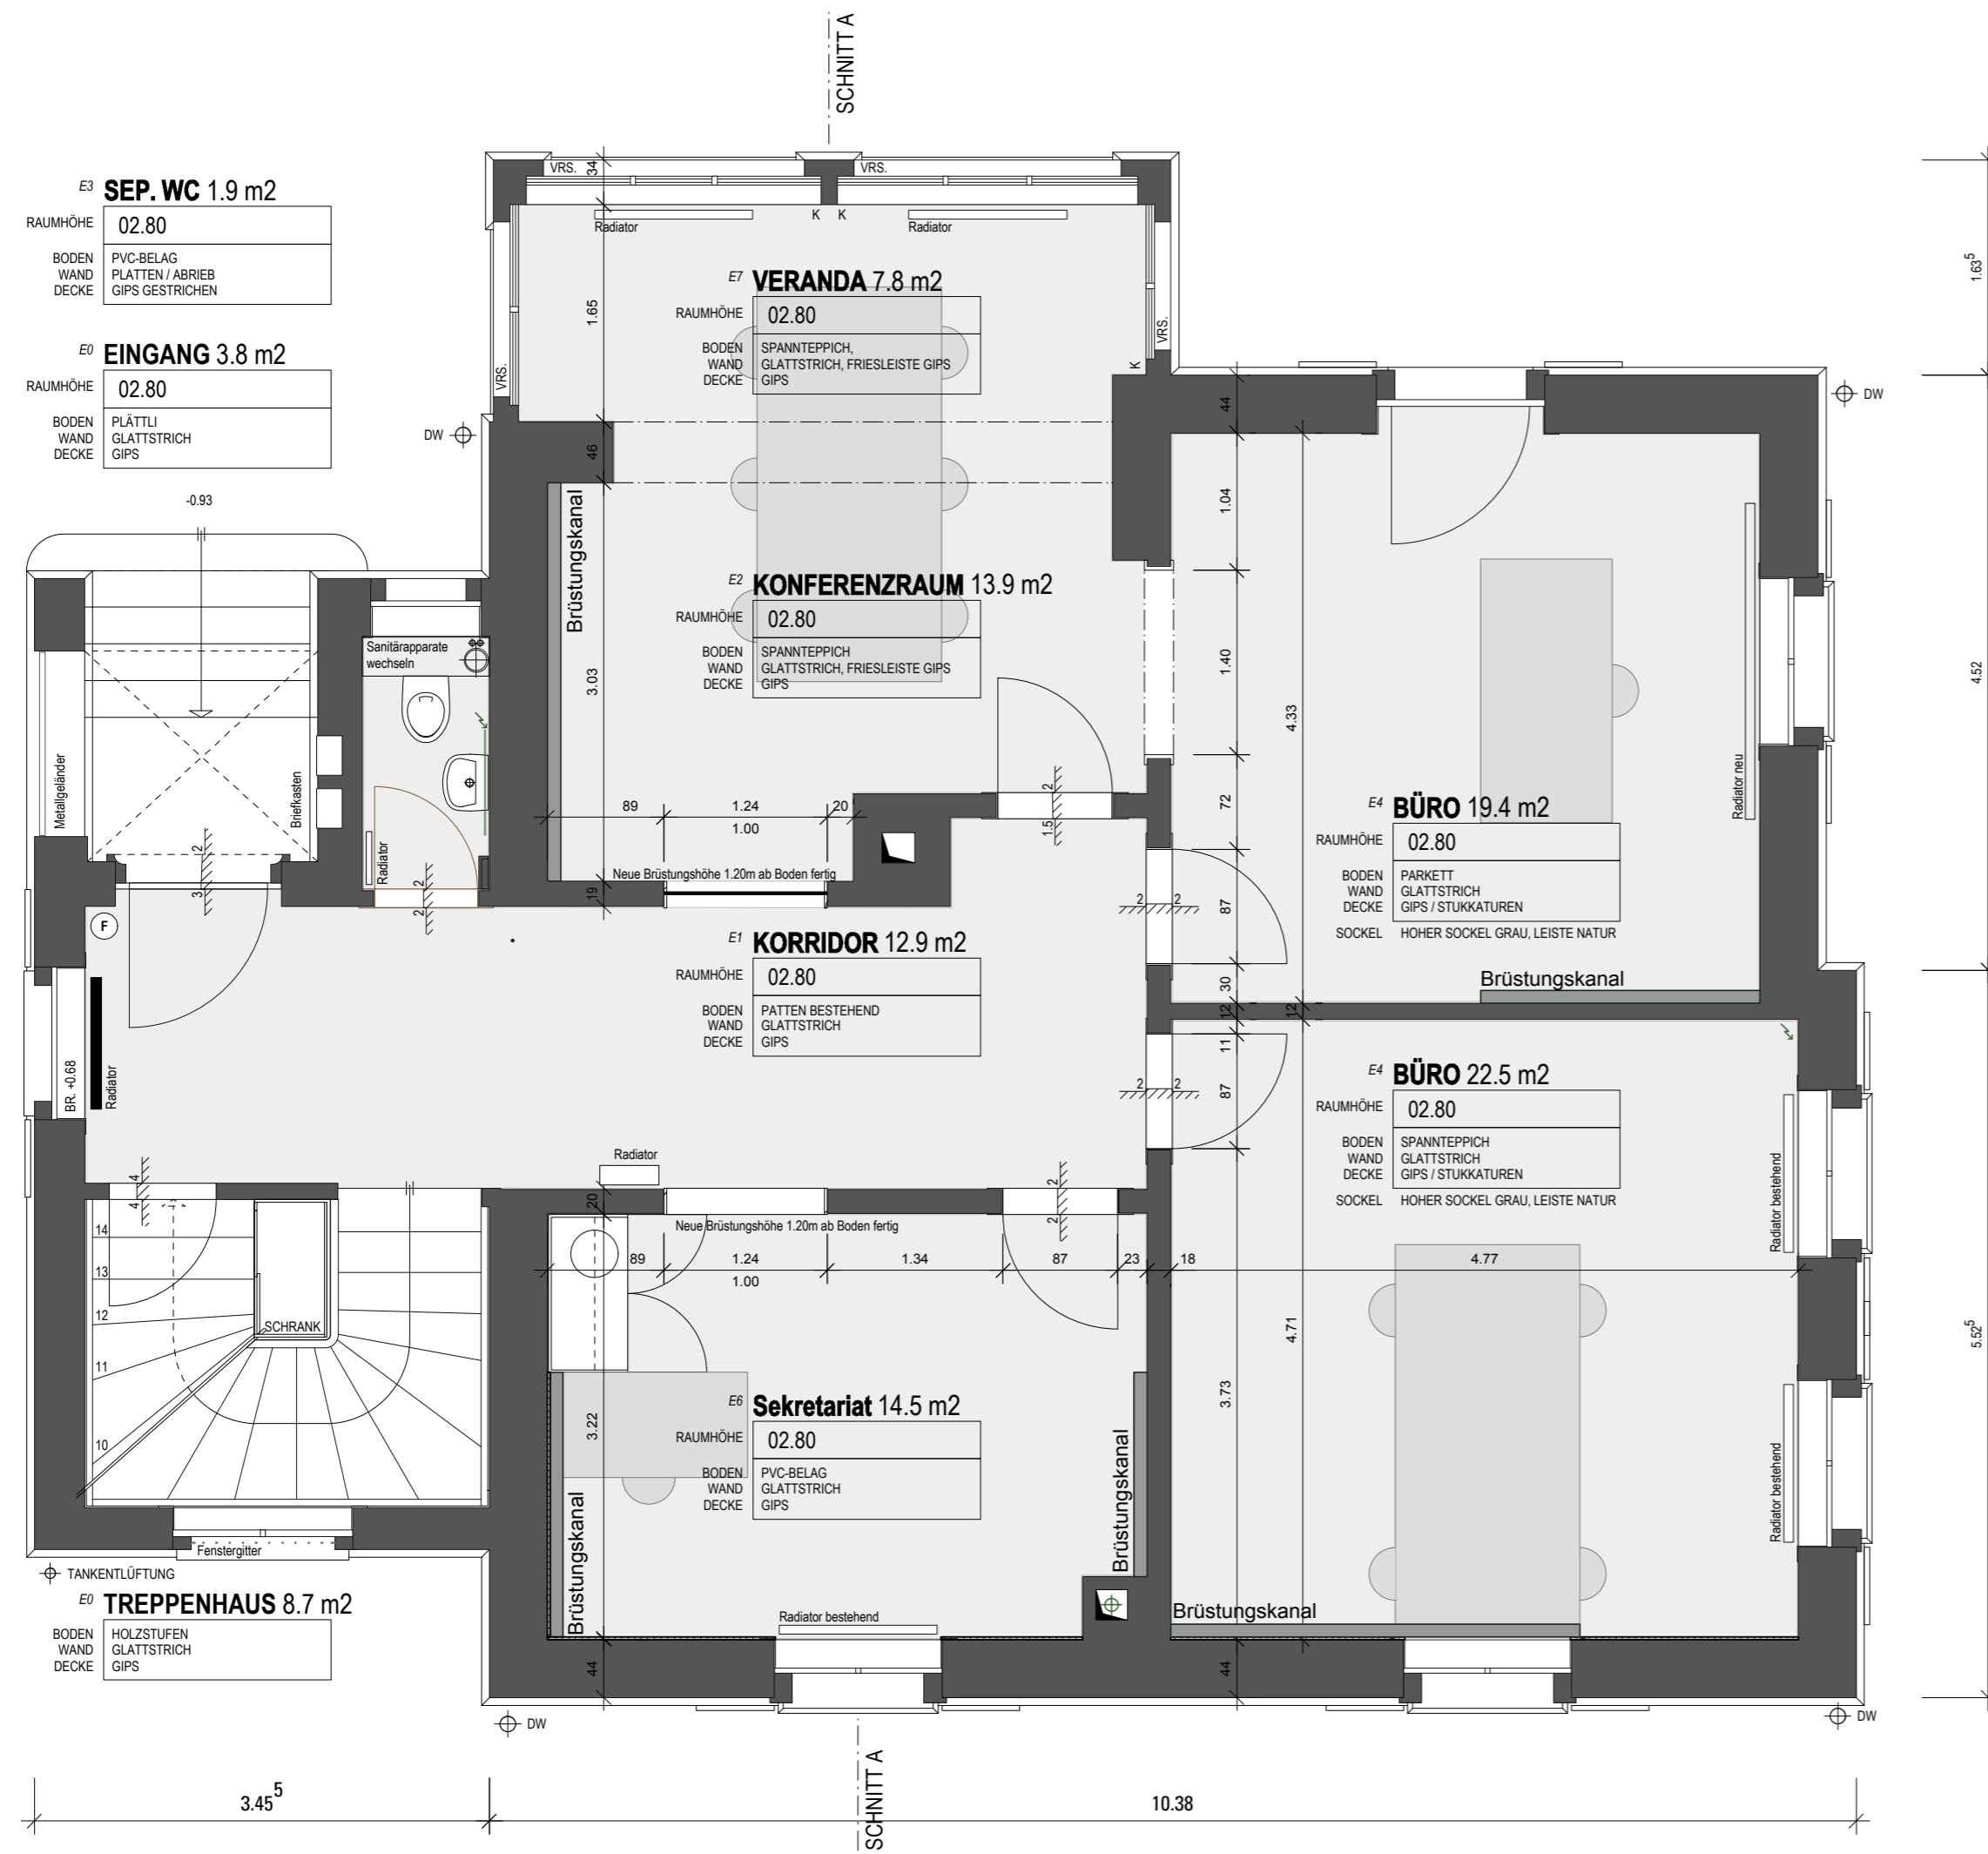 SCHNITT A
E3 SEP. WC 1.9 m2
RAUMHÖHE 02.80
BODEN PVC-BELAG
WAND PLATTEN / ABRIEB
DECKE GIPS GESTRICHEN
E0 EINGANG 3.8 m2
RAUMHÖHE 02.80
BODEN PLÄTTLI
WAND GLATTSTRICH
DECKE GIPS
-0.93
VRS.
34
VRS.
K K
Radiator
Radiator
E7 VERANDA 7.8 m2
RAUMHÖHE 02.80
BODEN SPANNTEPPICH,
WAND GLATTSTRICH, FRIESLEISTE GIPS
DECKE GIPS
1.65
VRS.
VRS.
K
DW
DW
46
44
1.63⁵
Brüstungskanal
1.04
E2 KONFERENZRAUM 13.9 m2
RAUMHÖHE 02.80
BODEN SPANNTEPPICH
WAND GLATTSTRICH, FRIESLEISTE GIPS
DECKE GIPS
3.03
1.40
4.33
4.52
Sanitärapparate
wechseln
Metallgeländer
Briefkasten
Radiator
89 1.24 20
1.00
2
1.5
72
Radiator neu
E4 BÜRO 19.4 m2
RAUMHÖHE 02.80
BODEN PARKETT
WAND GLATTSTRICH
DECKE GIPS / STUKKATUREN
SOCKEL HOHER SOCKEL GRAU, LEISTE NATUR
Neue Brüstungshöhe 1.20m ab Boden fertig
2
3
2
2
19
2 2
87
F
E1 KORRIDOR 12.9 m2
RAUMHÖHE 02.80
BODEN PATTEN BESTEHEND
WAND GLATTSTRICH
DECKE GIPS
30
Brüstungskanal
12
12
11
BR. +0.68
Radiator
2 2
87
E4 BÜRO 22.5 m2
RAUMHÖHE 02.80
BODEN SPANNTEPPICH
WAND GLATTSTRICH
DECKE GIPS / STUKKATUREN
SOCKEL HOHER SOCKEL GRAU, LEISTE NATUR
Radiator bestehend
Radiator
4
4
20
2
2
Neue Brüstungshöhe 1.20m ab Boden fertig
89 1.24 1.34 87 23 18 4.77
1.00
14
13
12
11
10
SCHRANK
4.71
5.52⁵
3.22
3.73
E6 Sekretariat 14.5 m2
RAUMHÖHE 02.80
BODEN PVC-BELAG
WAND GLATTSTRICH
DECKE GIPS
Brüstungskanal
Brüstungskanal
Radiator bestehend
Fenstergitter
TANKENTLÜFTUNG
Radiator bestehend
Brüstungskanal
E0 TREPPENHAUS 8.7 m2
BODEN HOLZSTUFEN
WAND GLATTSTRICH
DECKE GIPS
44
44
DW
DW
SCHNITT A
3.45⁵
10.38